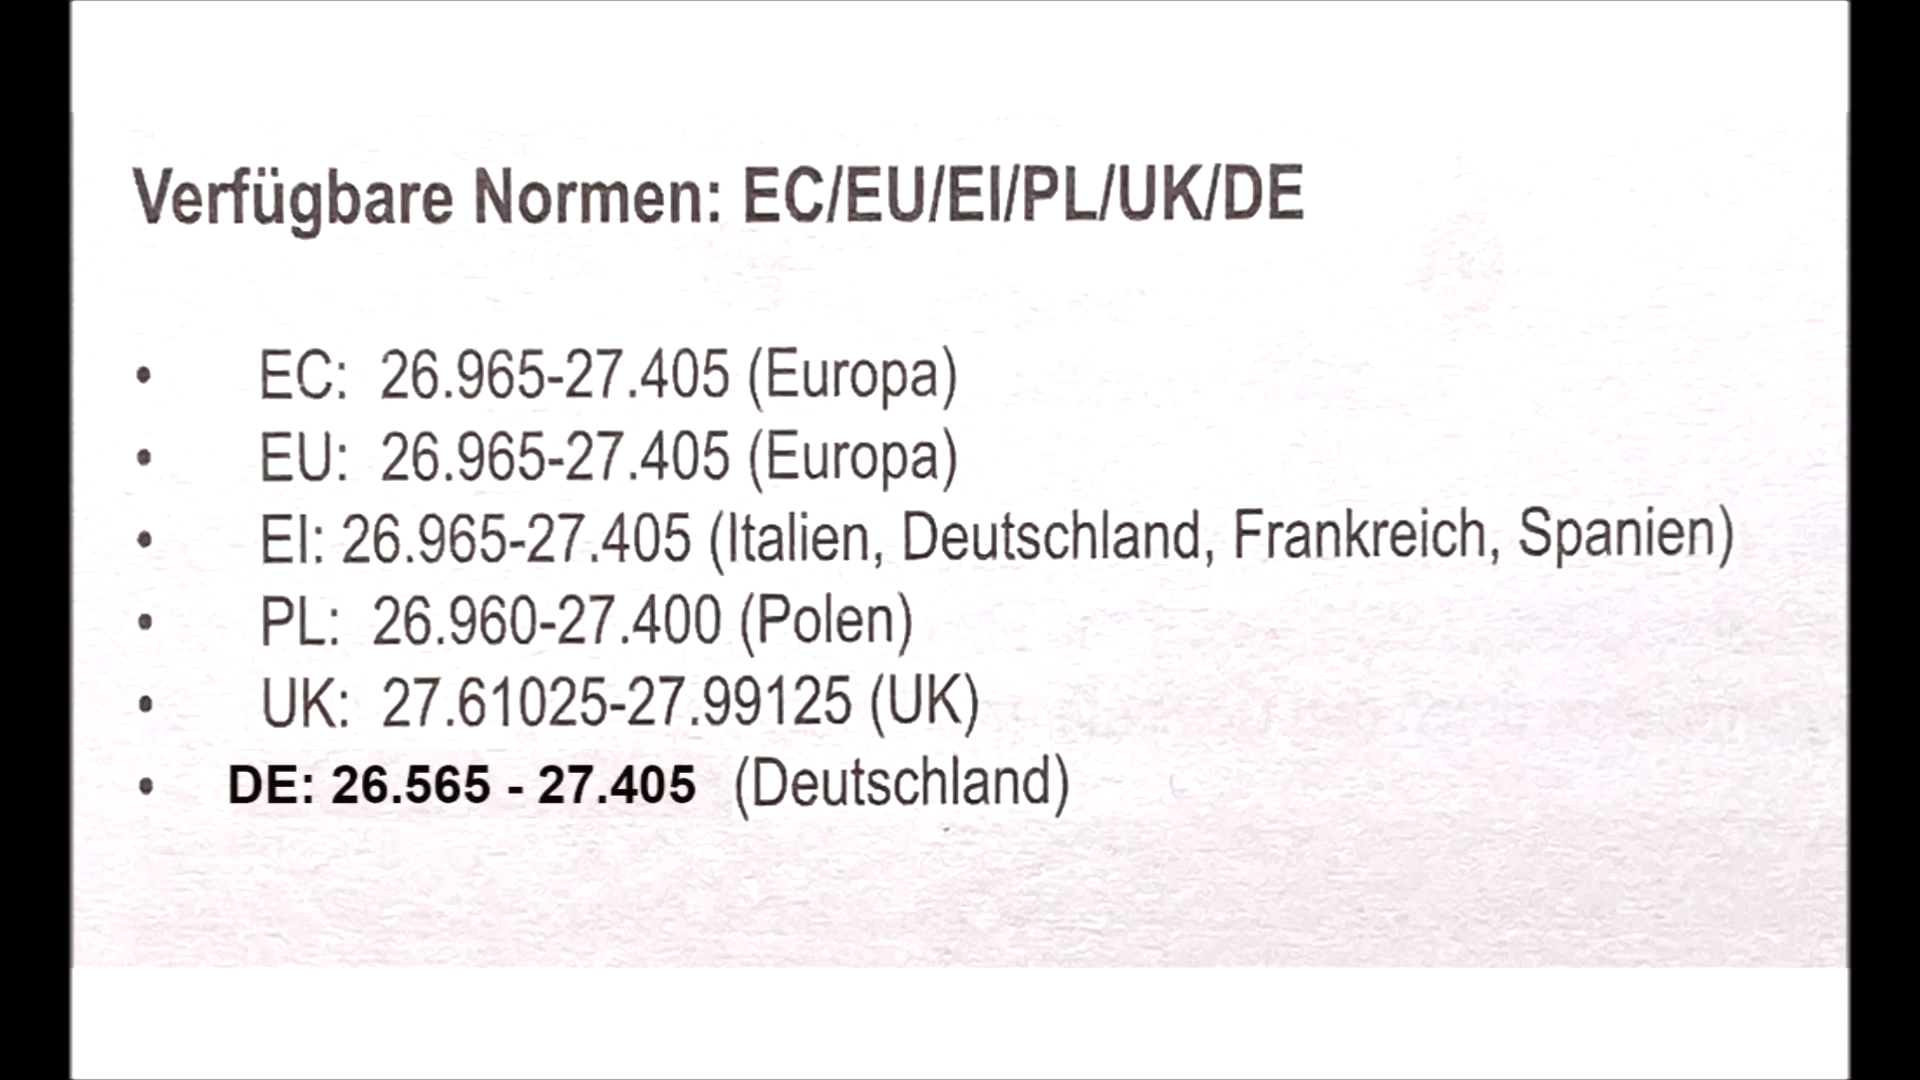 Verfügbare Normen: EC/EU/EI/PL/UK/DE
• EC: 26.965-27.405 (Europa)
• EU: 26.965-27.405 (Europa)
• EI: 26.965-27.405 (Italien, Deutschland, Frankreich, Spanien)
• PL: 26.960-27.400 (Polen)
• UK: 27.61025-27.99125 (UK)
• DE: 26.565 - 27.405 (Deutschland)